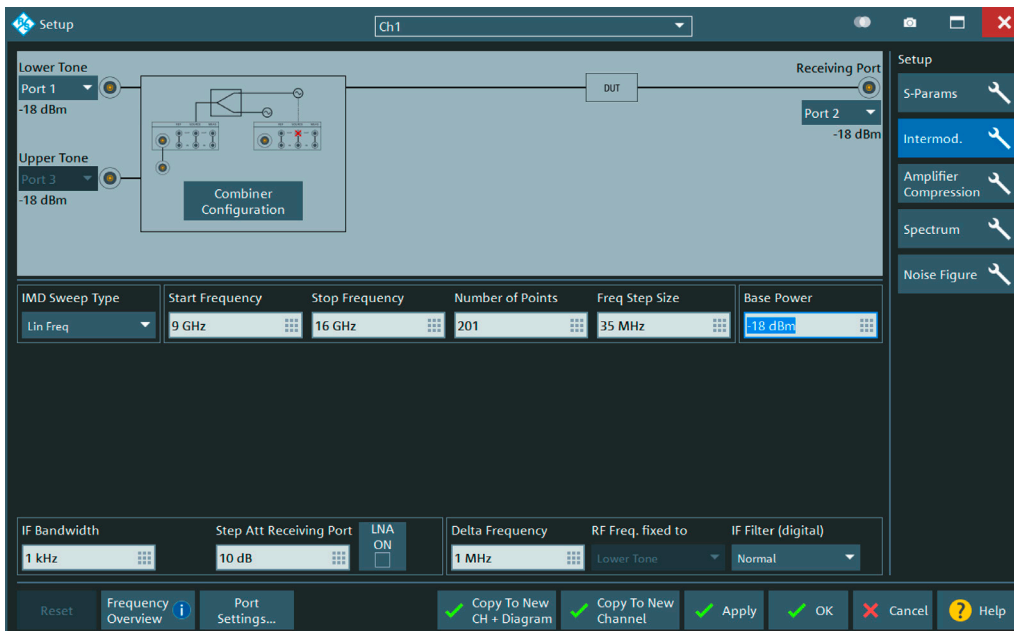 Setup
Ch1
Lower Tone
Port 1
-18 dBm
Upper Tone
Port 3
-18 dBm
Combiner
Configuration
DUT
Receiving Port
Port 2
-18 dBm
Setup
S-Params
Intermod.
Amplifier
Compression
Spectrum
Noise Figure
IMD Sweep Type
Lin Freq
Start Frequency
9 GHz
Stop Frequency
16 GHz
Number of Points
201
Freq Step Size
35 MHz
Base Power
-18 dBm
IF Bandwidth
1 kHz
Step Att Receiving Port
10 dB
LNA
ON
Delta Frequency
1 MHz
RF Freq. fixed to
Lower Tone
IF Filter (digital)
Normal
Reset
Frequency
Overview
Port
Settings...
Copy To New
CH + Diagram
Copy To New
Channel
Apply
OK
Cancel
? Help